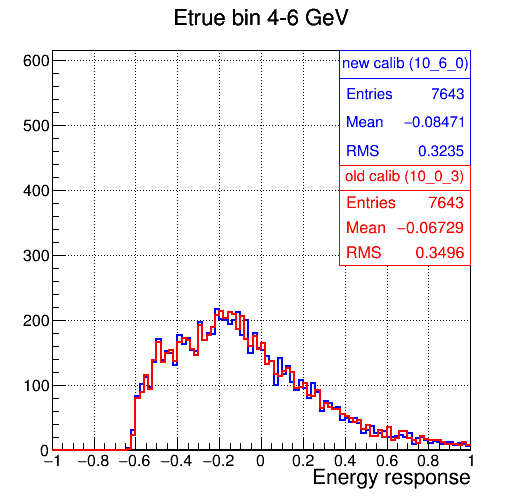 Etrue bin 4-6 GeV
new calib (10_6_0)
Entries 7643
Mean −0.08471
RMS 0.3235
old calib (10_0_3)
Entries 7643
Mean −0.06729
RMS 0.3496
600
500
400
300
200
100
0
−1 −0.8 −0.6 −0.4 −0.2 0 0.2 0.4 0.6 0.8 1
Energy response